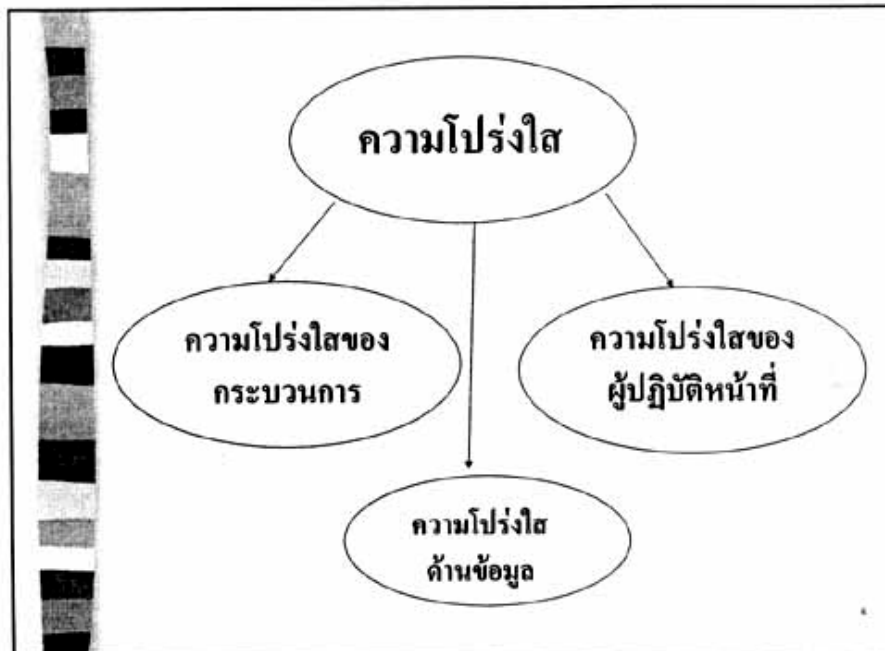 ความโปร่งใส
ความโปร่งใสของ
กระบวนการ
ความโปร่งใสของ
ผู้ปฏิบัติหน้าที่
ความโปร่งใส
ด้านข้อมูล